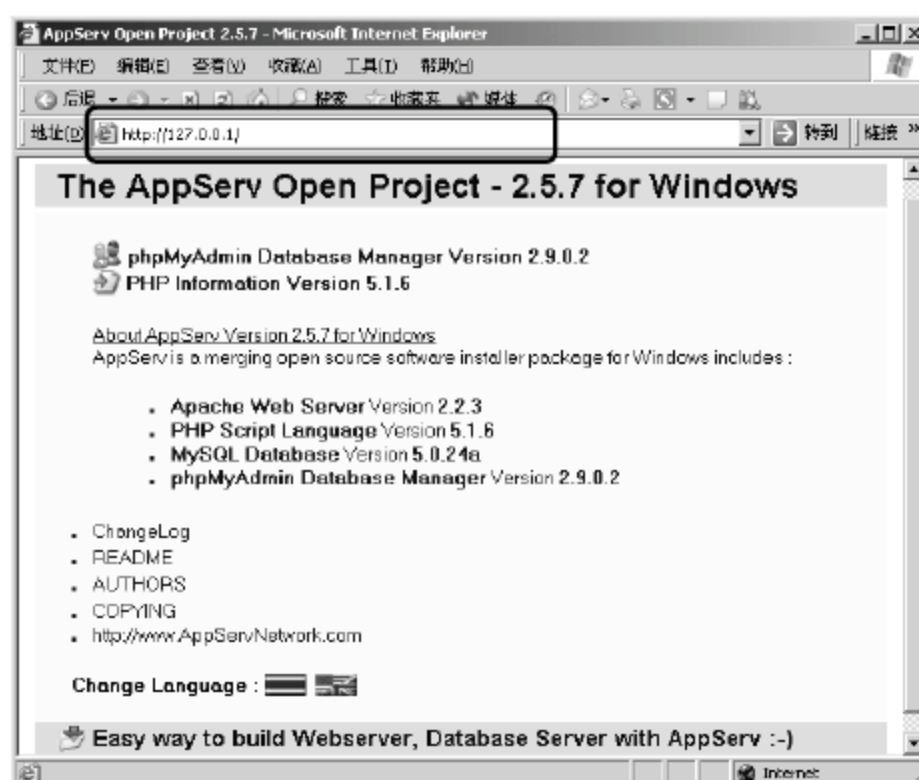 AppServ Open Project 2.5.7 - Microsoft Internet Explorer
文件(F) 编辑(E) 查看(V) 收藏(A) 工具(T) 帮助(H)
后退 搜索 收藏夹 媒体
地址(D) http://127.0.0.1/ 转到 链接 »
The AppServ Open Project - 2.5.7 for Windows
phpMyAdmin Database Manager Version 2.9.0.2
PHP Information Version 5.1.6
About AppServ Version 2.5.7 for Windows
AppServ is a merging open source software installer package for Windows includes :
. Apache Web Server Version 2.2.3
. PHP Script Language Version 5.1.6
. MySQL Database Version 5.0.24a
. phpMyAdmin Database Manager Version 2.9.0.2
. ChangeLog
. README
. AUTHORS
. COPYING
. http://www.AppServNetwork.com
Change Language :
Easy way to build Webserver, Database Server with AppServ :-)
Internet